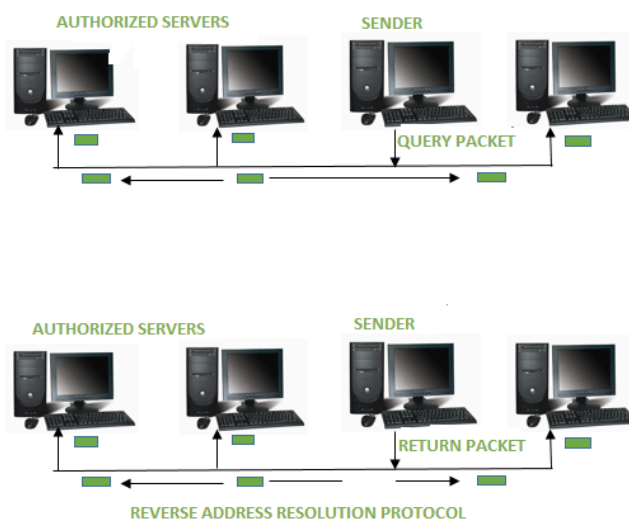 AUTHORIZED SERVERS
SENDER
QUERY PACKET
AUTHORIZED SERVERS
SENDER
RETURN PACKET
REVERSE ADDRESS RESOLUTION PROTOCOL